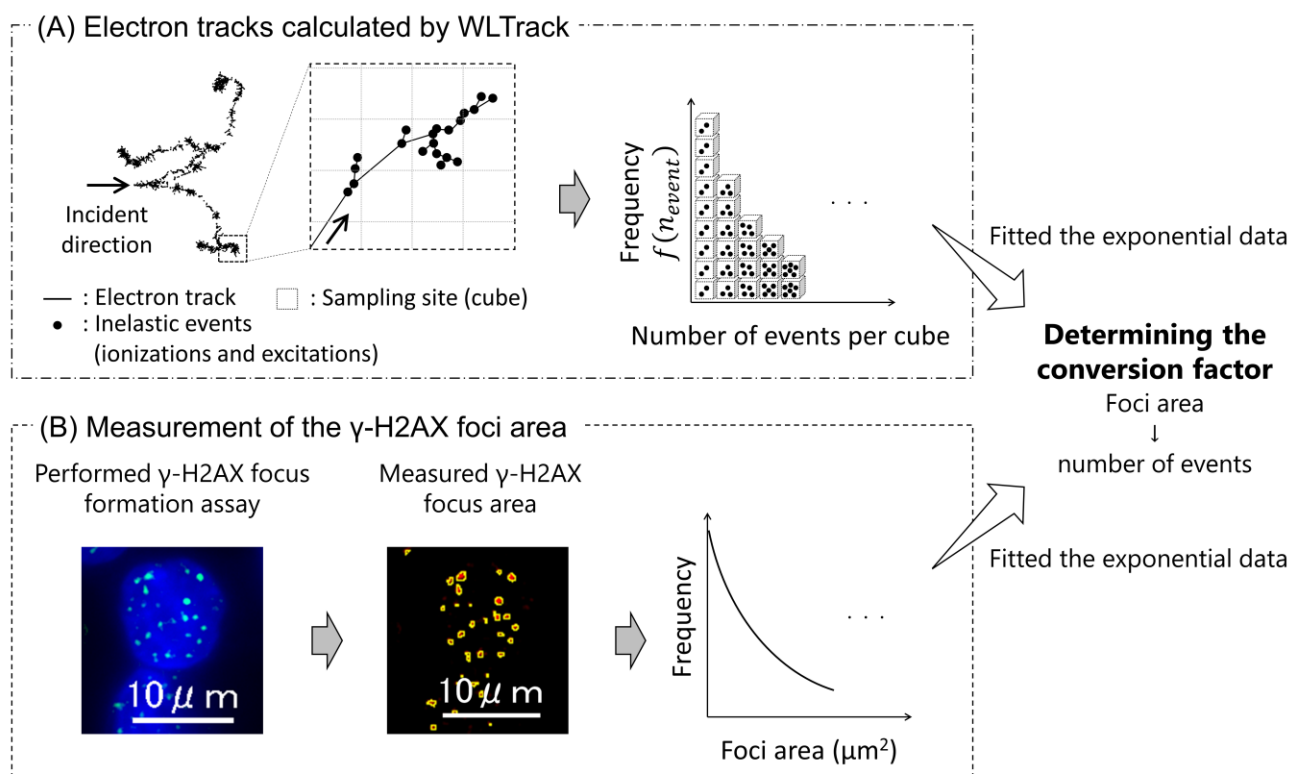 (A) Electron tracks calculated by WLTrack
Incident
direction
— : Electron track
: Sampling site (cube)
● : Inelastic events
(ionizations and excitations)
Frequency
f(n_event)
. . .
Number of events per cube
Fitted the exponential data
Determining the
conversion factor
Foci area
↓
number of events
Fitted the exponential data
(B) Measurement of the γ-H2AX foci area
Performed γ-H2AX focus
formation assay
Measured γ-H2AX
focus area
10 μm
10 μm
Frequency
. . .
Foci area (μm²)